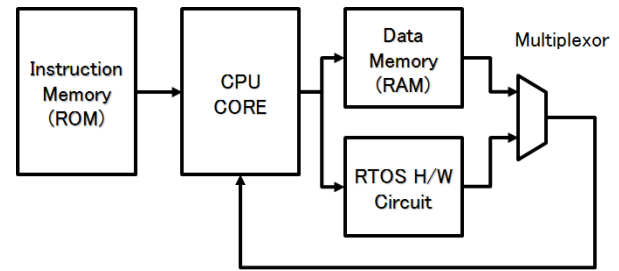 Instruction
Memory
(ROM)
CPU
CORE
Data
Memory
(RAM)
RTOS H/W
Circuit
Multiplexor